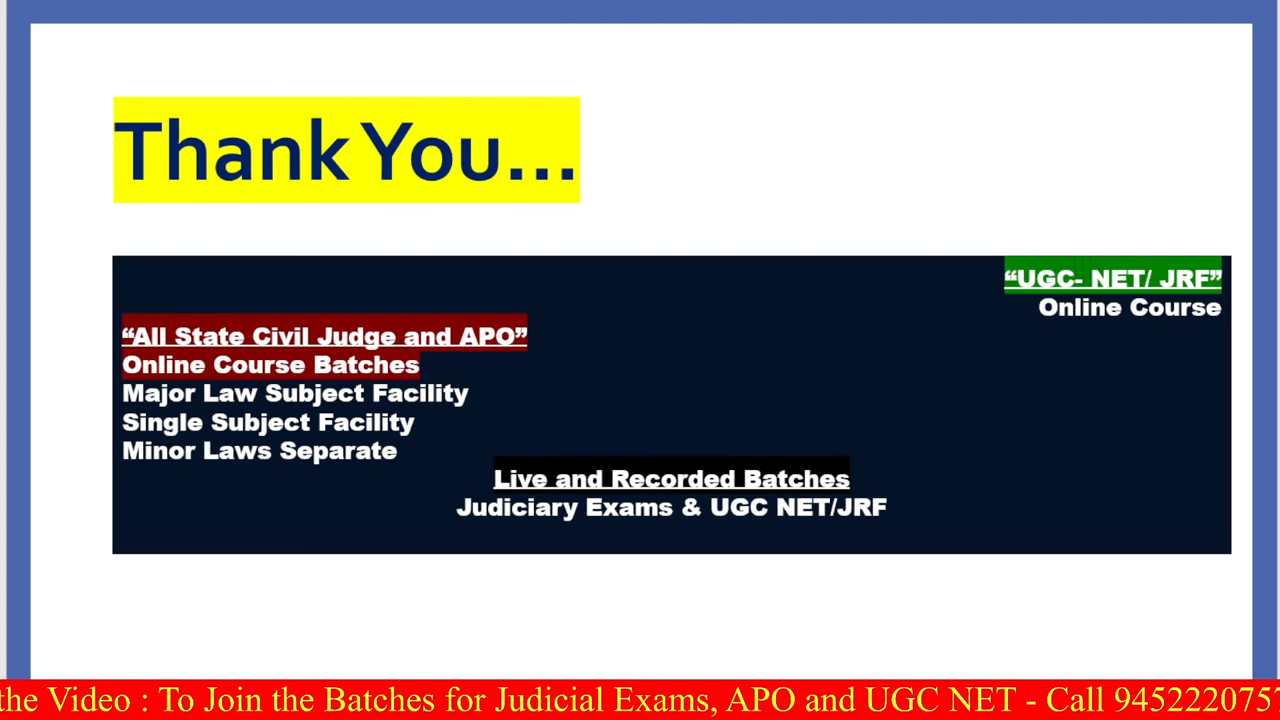 Thank You...
“UGC- NET/ JRF”
Online Course
“All State Civil Judge and APO”
Online Course Batches
Major Law Subject Facility
Single Subject Facility
Minor Laws Separate
Live and Recorded Batches
Judiciary Exams & UGC NET/JRF
the Video : To Join the Batches for Judicial Exams, APO and UGC NET - Call 9452220757